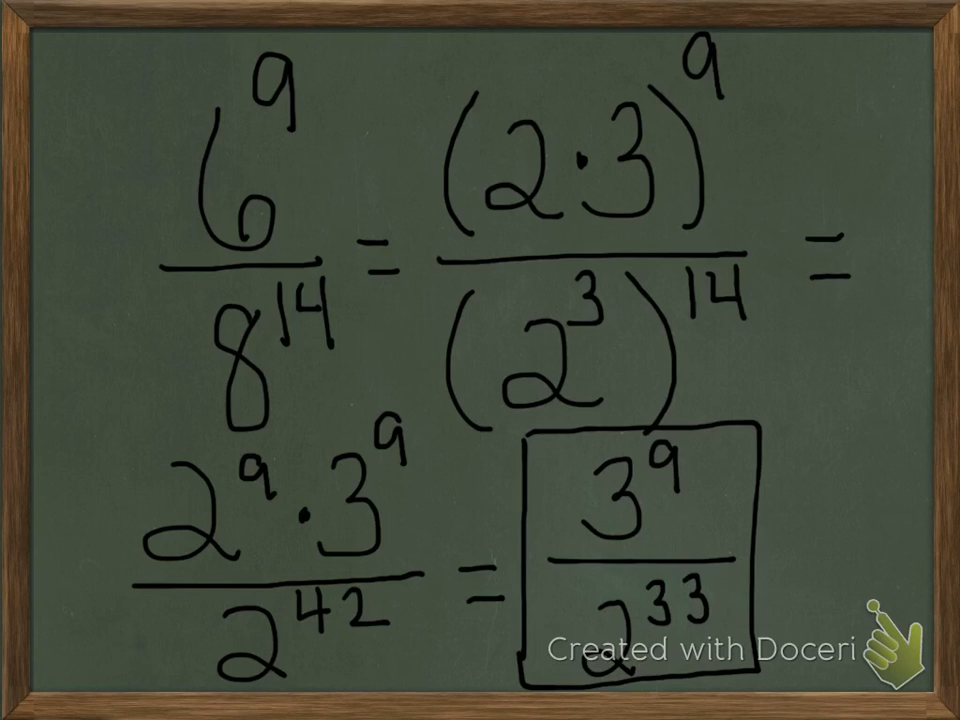 6^9 / 8^14 = (2·3)^9 / (2^3)^14 =
2^9·3^9 / 2^42 = 3^9 / 2^33
Created with Doceri